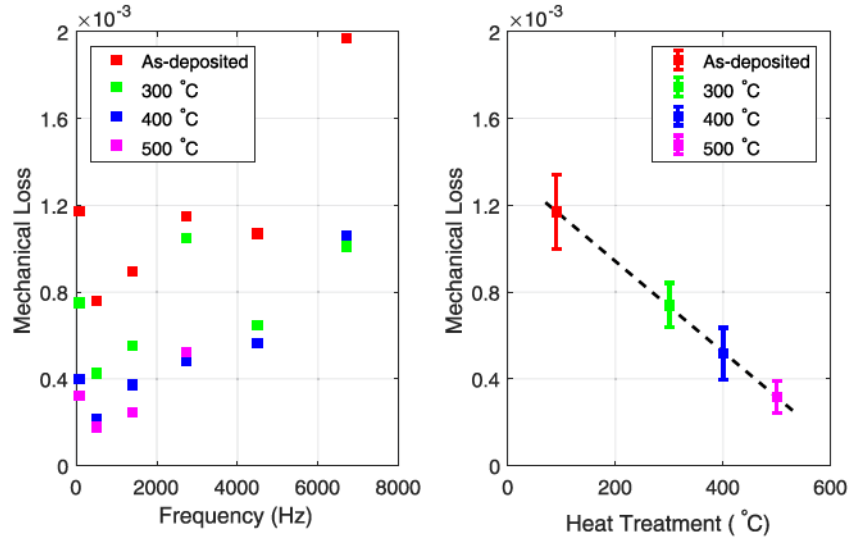 ×10⁻³
2
1.6
1.2
0.8
0.4
0
Mechanical Loss
As-deposited
300 °C
400 °C
500 °C
0 2000 4000 6000 8000
Frequency (Hz)
×10⁻³
2
1.6
1.2
0.8
0.4
0
Mechanical Loss
As-deposited
300 °C
400 °C
500 °C
0 200 400 600
Heat Treatment ( °C)